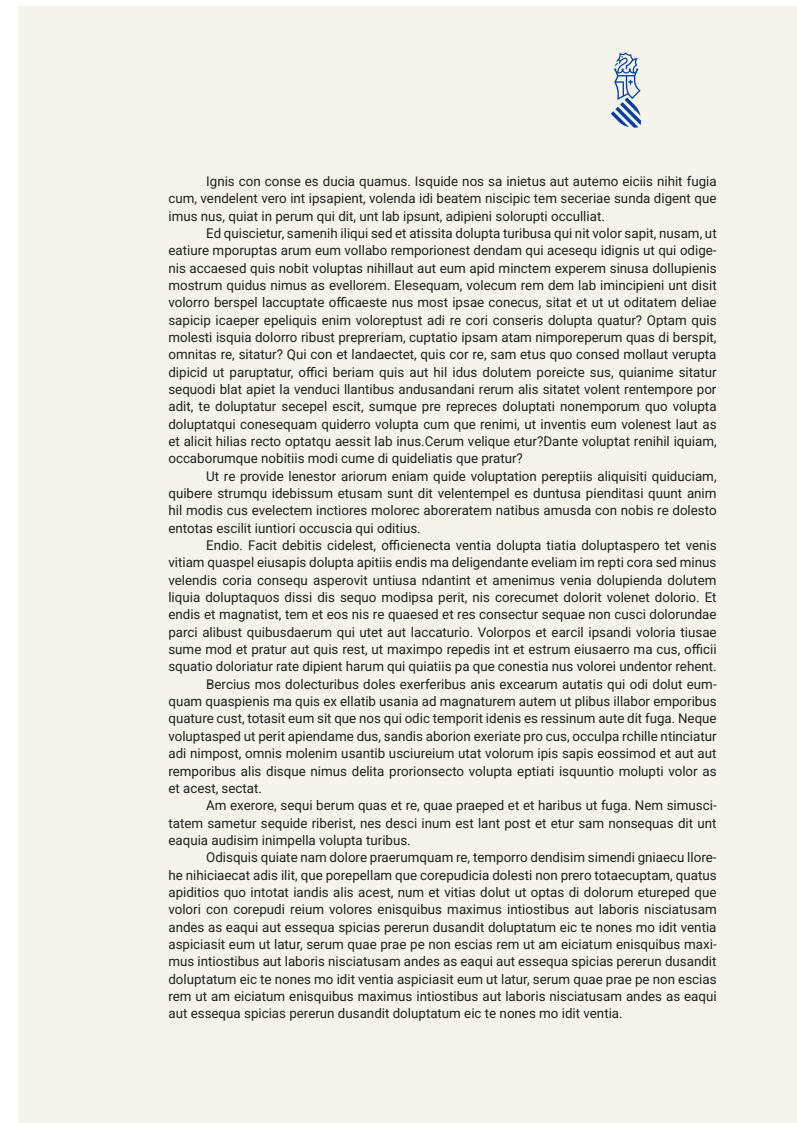 Ignis con conse es ducia quamus. Isquide nos sa inietus aut autemo eiciis nihit fugia
cum, vendelent vero int ipsapient, volenda idi beatem niscipic tem seceriae sunda digent que
imus nus, quiat in perum qui dit, unt lab ipsunt, adipieni solorupti occulliat.
Ed quiscietur, samenih iliqui sed et atissita dolupta turibusa qui nit volor sapit, nusam, ut
eatiure mporuptas arum eum vollabo remporionest dendam qui acesequ idignis ut qui odige-
nis accaesed quis nobit voluptas nihillaut aut eum apid minctem experem sinusa dollupienis
mostrum quidus nimus as evellorem. Elesequam, volecum rem dem lab imincipieni unt disit
volorro berspel laccuptate officaeste nus most ipsae conecus, sitat et ut ut oditatem deliae
sapicip icaeper epeliquis enim voloreptust adi re cori conseris dolupta quatur? Optam quis
molesti isquia dolorro ribust prepreriam, cuptatio ipsam atam nimporeperum quas di berspit,
omnitas re, sitatur? Qui con et landaectet, quis cor re, sam etus quo consed mollaut verupta
dipicid ut paruptatur, offici beriam quis aut hil idus dolutem poreicte sus, quianime sitatur
sequodi blat apiet la venduci llantibus andusandani rerum alis sitatet volent rentempore por
adit, te doluptatur secepel escit, sumque pre repreces doluptati nonemporum quo volupta
doluptatqui conesequam quiderro volupta cum que renimi, ut inventis eum volenest laut as
et alicit hilias recto optatqu aessit lab inus.Cerum velique etur?Dante voluptat renihil iquiam,
occaborumque nobitiis modi cume di quideliatis que pratur?
Ut re provide lenestor ariorum eniam quide voluptation pereptiis aliquisiti quiduciam,
quibere strumqu idebissum etusam sunt dit velentempel es duntusa pienditasi quunt anim
hil modis cus evelectem inctiores molorec aboreratem natibus amusda con nobis re dolesto
entotas escilit iuntiori occuscia qui oditius.
Endio. Facit debitis cidelest, officienecta ventia dolupta tiatia doluptaspero tet venis
vitiam quaspel eiusapis dolupta apitiis endis ma deligendante eveliam im repti cora sed minus
velendis coria consequ asperovit untiusa ndantint et amenimus venia dolupienda dolutem
liquia doluptaquos dissi dis sequo modipsa perit, nis corecumet dolorit volenet dolorio. Et
endis et magnatist, tem et eos nis re quaesed et res consectur sequae non cusci dolorundae
parci alibust quibusdaerum qui utet aut laccaturio. Volorpos et earcil ipsandi voloria tiusae
sume mod et pratur aut quis rest, ut maximpo repedis int et estrum eiusaerro ma cus, officii
squatio doloriatur rate dipient harum qui quiatiis pa que conestia nus volorei undentor rehent.
Bercius mos dolecturibus doles exerferibus anis excearum autatis qui odi dolut eum-
quam quaspienis ma quis ex ellatib usania ad magnaturem autem ut plibus illabor emporibus
quature cust, totasit eum sit que nos qui odic temporit idenis es ressinum aute dit fuga. Neque
voluptasped ut perit apiendame dus, sandis aborion exeriate pro cus, occulpa rchille ntinciatur
adi nimpost, omnis molenim usantib usciureium utat volorum ipis sapis eossimod et aut aut
remporibus alis disque nimus delita prorionsecto volupta eptiati isquuntio molupti volor as
et acest, sectat.
Am exerore, sequi berum quas et re, quae praeped et et haribus ut fuga. Nem simusci-
tatem sametur sequide riberist, nes desci inum est lant post et etur sam nonsequas dit unt
eaquia audisim inimpella volupta turibus.
Odisquis quiate nam dolore praerumquam re, temporro dendisim simendi gniaecu llore-
he nihiciaecat adis ilit, que porepellam que corepudicia dolesti non prero totaecuptam, quatus
apiditios quo intotat iandis alis acest, num et vitias dolut ut optas di dolorum etureped que
volori con corepudi reium volores enisquibus maximus intiostibus aut laboris nisciatusam
andes as eaqui aut essequa spicias pererun dusandit doluptatum eic te nones mo idit ventia
aspiciasit eum ut latur, serum quae prae pe non escias rem ut am eiciatum enisquibus maxi-
mus intiostibus aut laboris nisciatusam andes as eaqui aut essequa spicias pererun dusandit
doluptatum eic te nones mo idit ventia aspiciasit eum ut latur, serum quae prae pe non escias
rem ut am eiciatum enisquibus maximus intiostibus aut laboris nisciatusam andes as eaqui
aut essequa spicias pererun dusandit doluptatum eic te nones mo idit ventia.